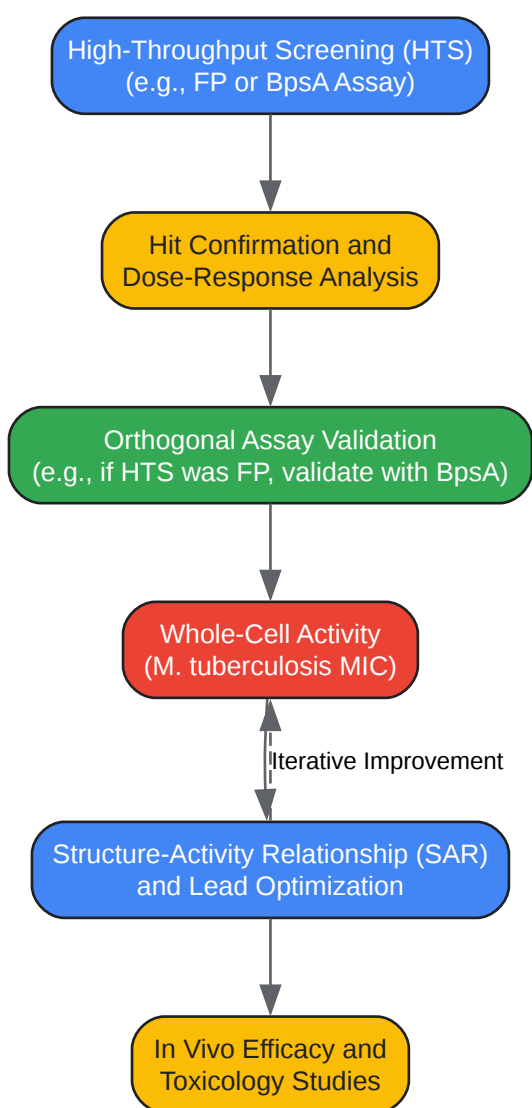 High-Throughput Screening (HTS)
(e.g., FP or BpsA Assay)
Hit Confirmation and
Dose-Response Analysis
Orthogonal Assay Validation
(e.g., if HTS was FP, validate with BpsA)
Whole-Cell Activity
(M. tuberculosis MIC)
Iterative Improvement
Structure-Activity Relationship (SAR)
and Lead Optimization
In Vivo Efficacy and
Toxicology Studies